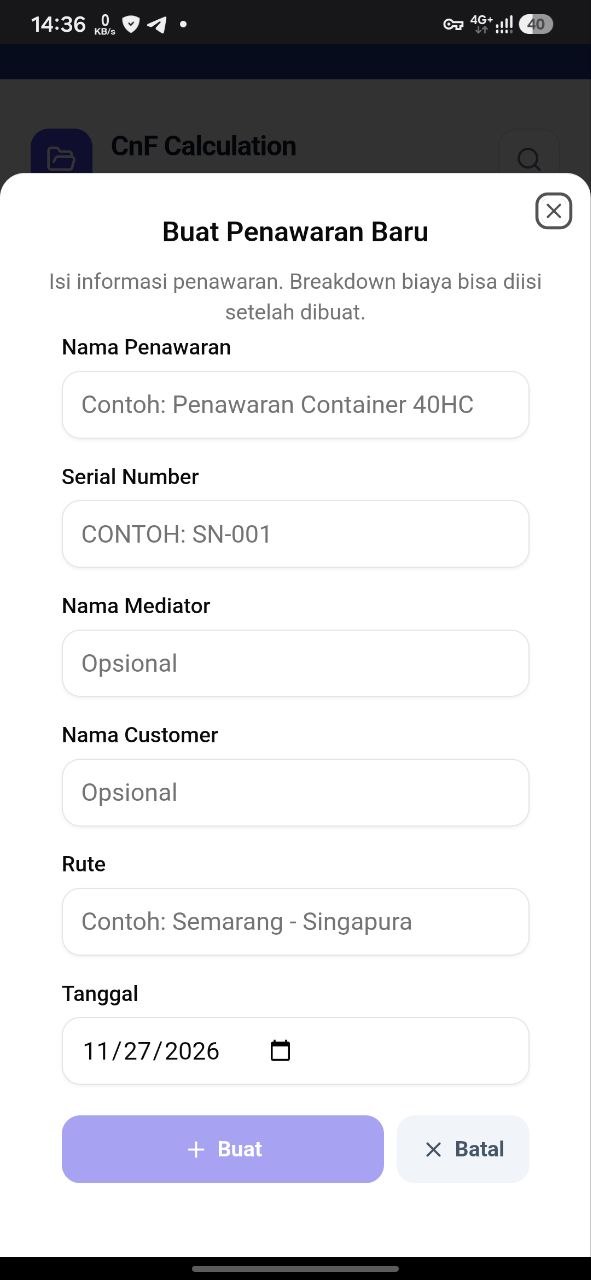 14:36 0 KB/s 4G+ 40
CnF Calculation
Buat Penawaran Baru
Isi informasi penawaran. Breakdown biaya bisa diisi
setelah dibuat.
Nama Penawaran
Contoh: Penawaran Container 40HC
Serial Number
CONTOH: SN-001
Nama Mediator
Opsional
Nama Customer
Opsional
Rute
Contoh: Semarang - Singapura
Tanggal
11/27/2026
Buat
Batal